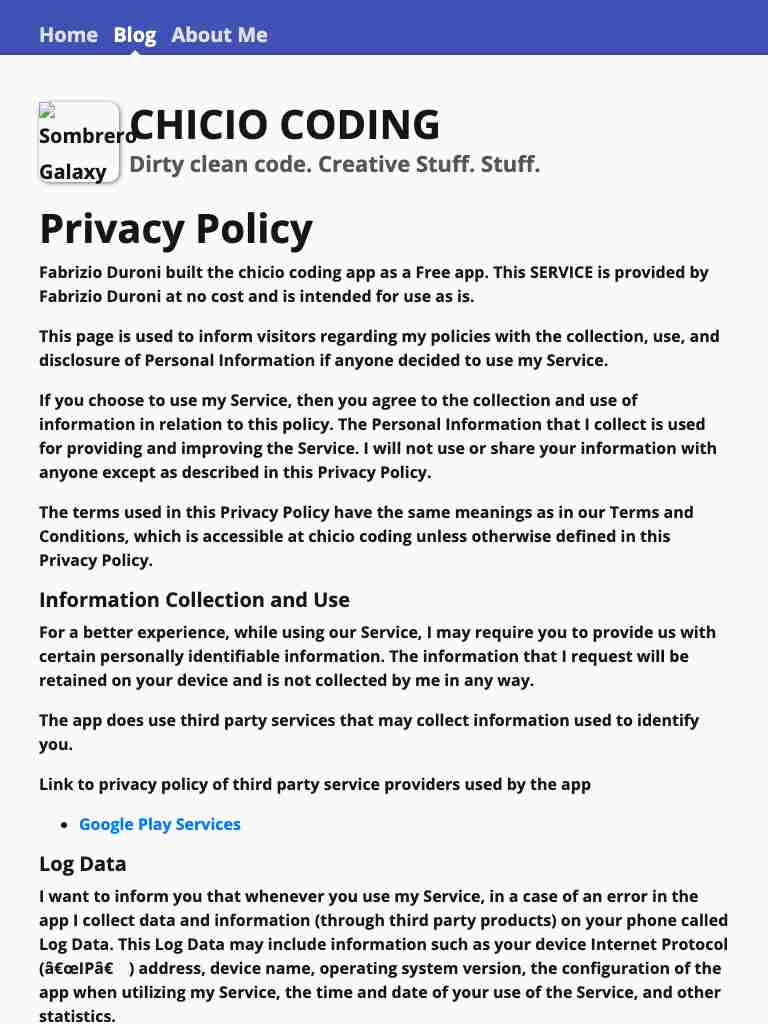 Home Blog About Me
Sombrero
Galaxy
CHICIO CODING
Dirty clean code. Creative Stuff. Stuff.
Privacy Policy
Fabrizio Duroni built the chicio coding app as a Free app. This SERVICE is provided by
Fabrizio Duroni at no cost and is intended for use as is.
This page is used to inform visitors regarding my policies with the collection, use, and
disclosure of Personal Information if anyone decided to use my Service.
If you choose to use my Service, then you agree to the collection and use of
information in relation to this policy. The Personal Information that I collect is used
for providing and improving the Service. I will not use or share your information with
anyone except as described in this Privacy Policy.
The terms used in this Privacy Policy have the same meanings as in our Terms and
Conditions, which is accessible at chicio coding unless otherwise defined in this
Privacy Policy.
Information Collection and Use
For a better experience, while using our Service, I may require you to provide us with
certain personally identifiable information. The information that I request will be
retained on your device and is not collected by me in any way.
The app does use third party services that may collect information used to identify
you.
Link to privacy policy of third party service providers used by the app
• Google Play Services
Log Data
I want to inform you that whenever you use my Service, in a case of an error in the
app I collect data and information (through third party products) on your phone called
Log Data. This Log Data may include information such as your device Internet Protocol
(â€œIPâ€ ) address, device name, operating system version, the configuration of the
app when utilizing my Service, the time and date of your use of the Service, and other
statistics.